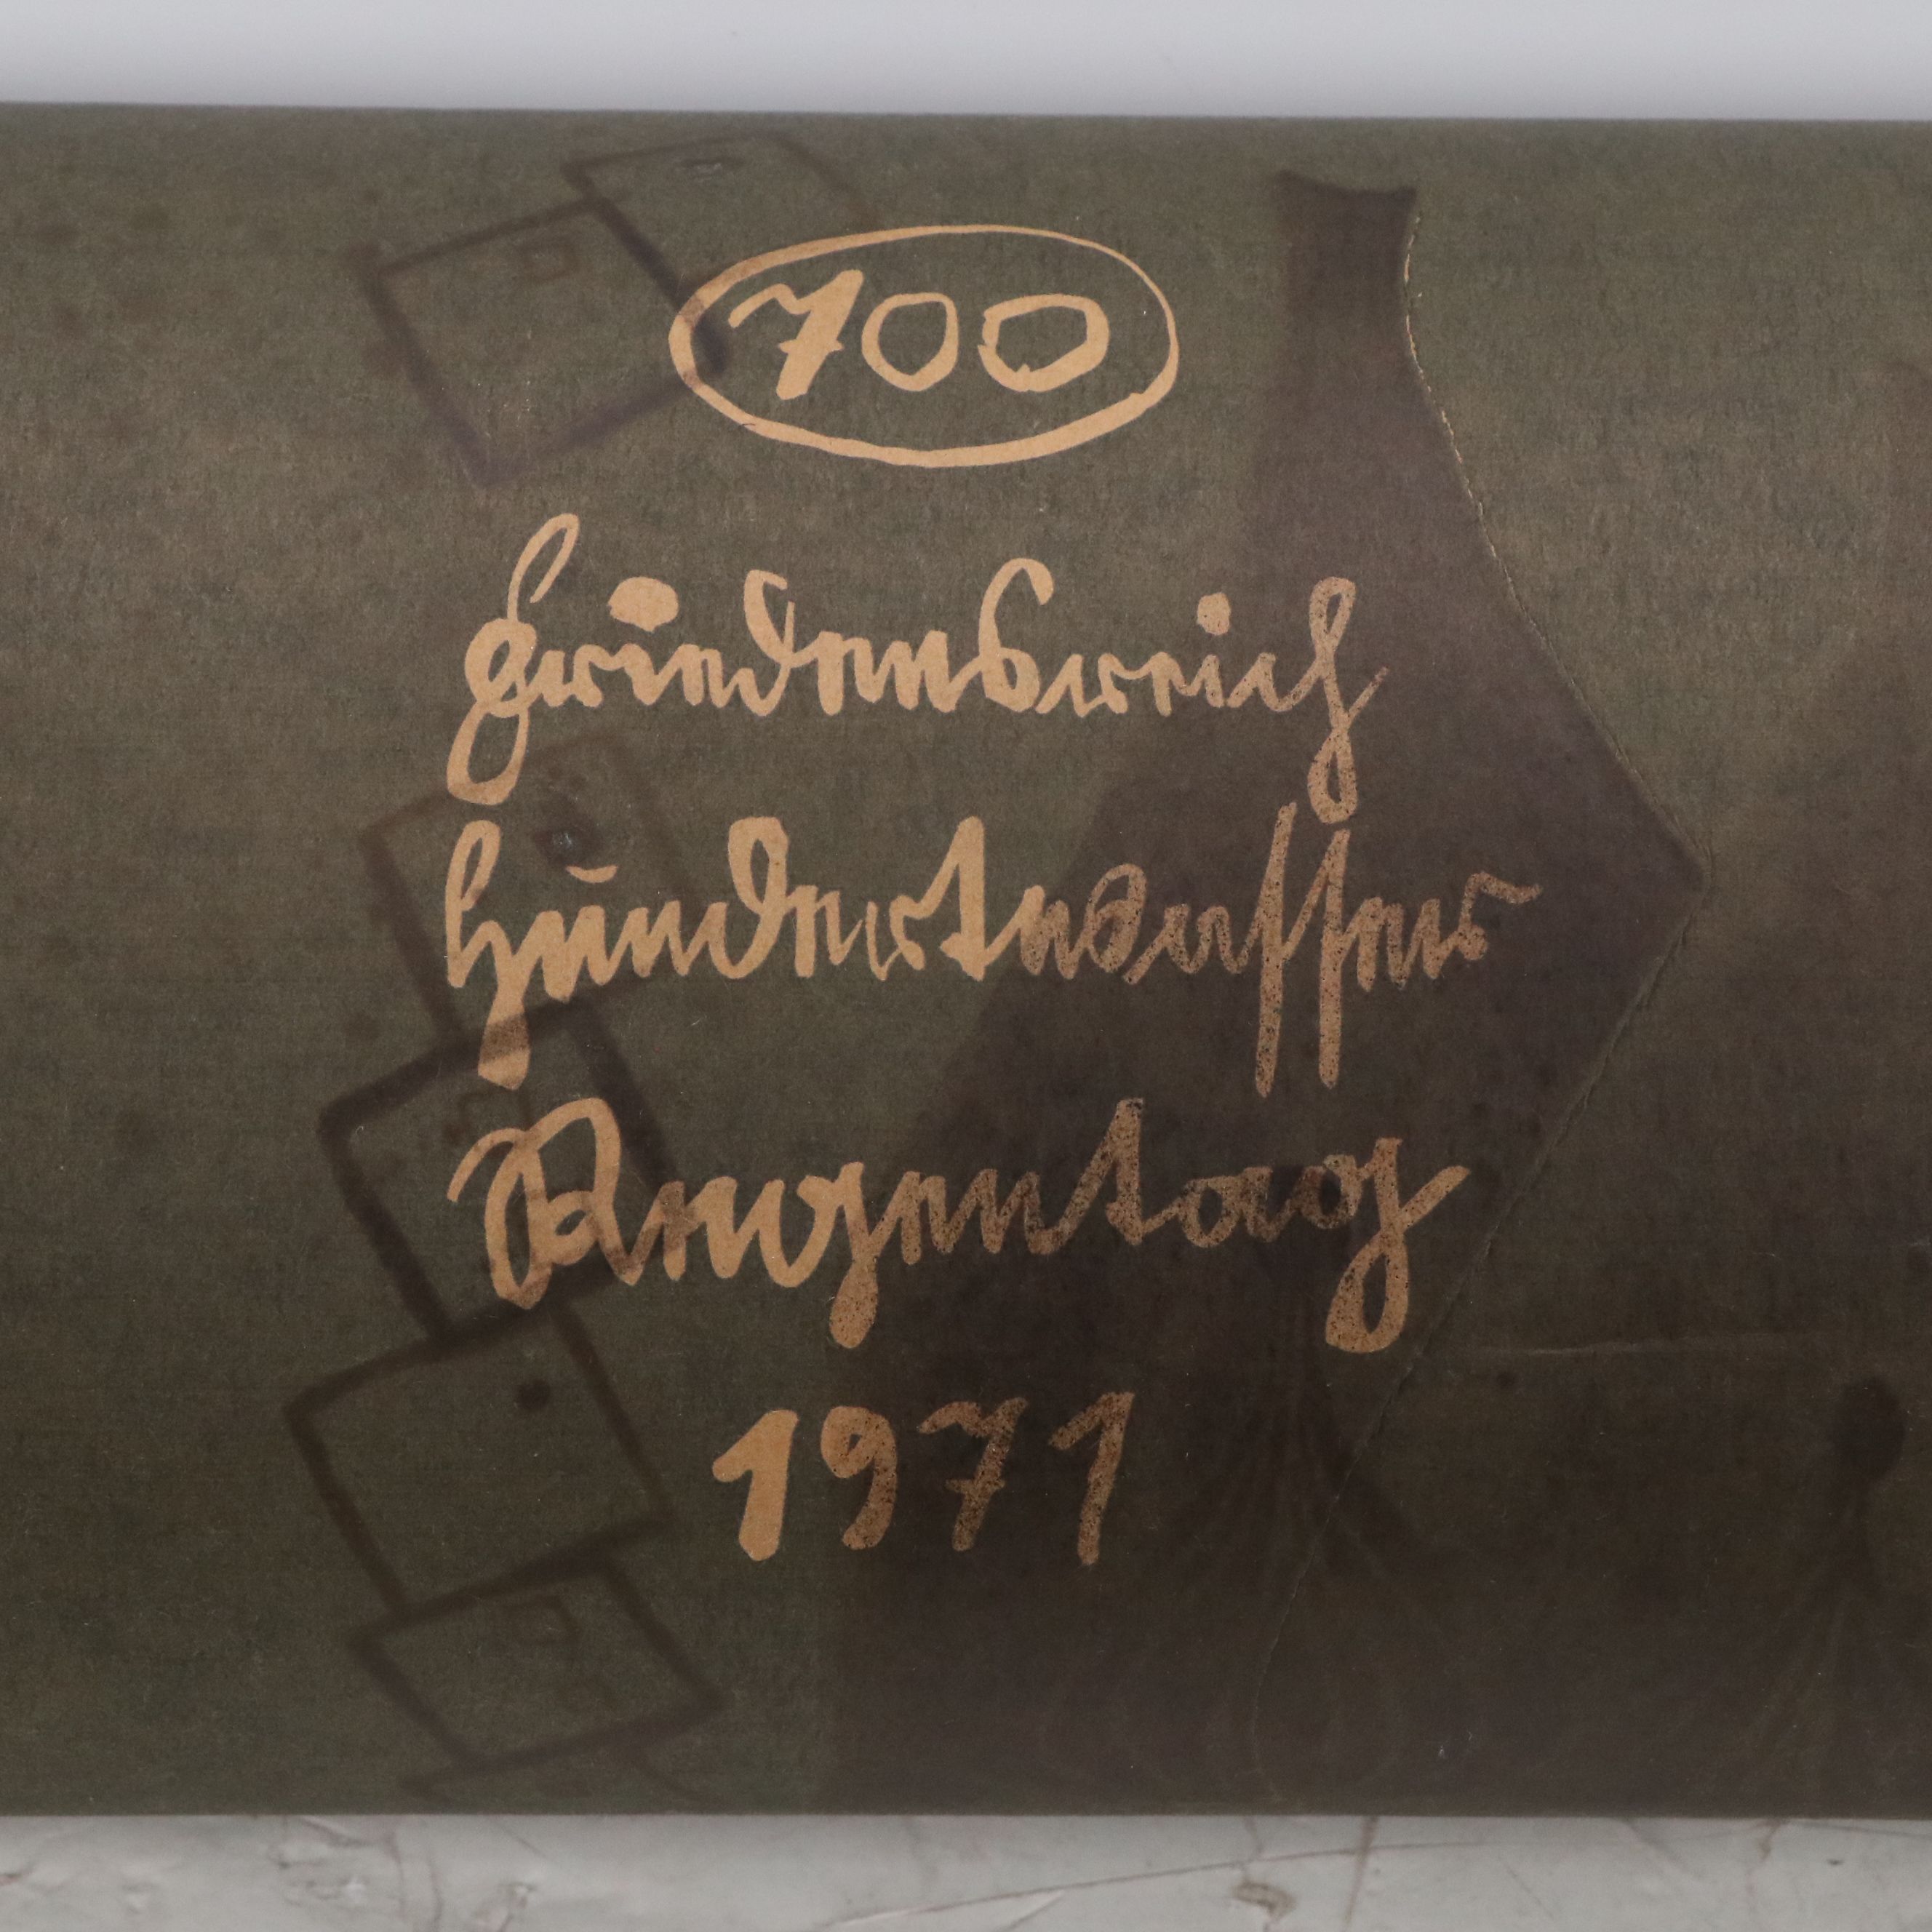 700
Friedensreich
Hundertwasser
Regentag
1971